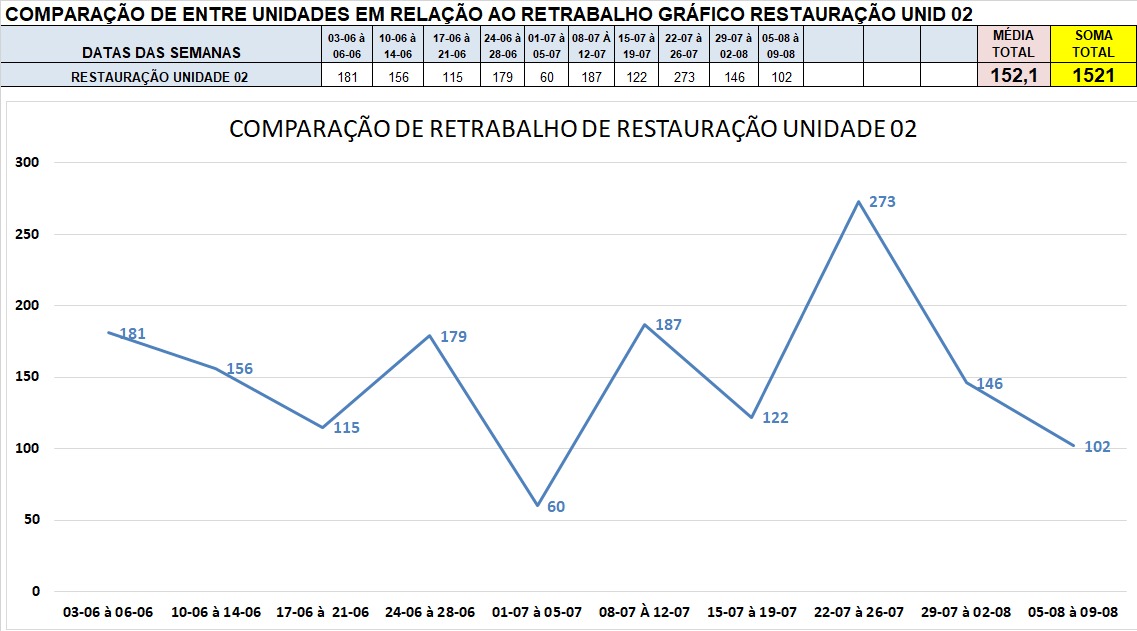 COMPARAÇÃO DE ENTRE UNIDADES EM RELAÇÃO AO RETRABALHO GRÁFICO RESTAURAÇÃO UNID 02
DATAS DAS SEMANAS
03-06 à 06-06
10-06 à 14-06
17-06 à 21-06
24-06 à 28-06
01-07 à 05-07
08-07 À 12-07
15-07 à 19-07
22-07 à 26-07
29-07 à 02-08
05-08 à 09-08
MÉDIA TOTAL
SOMA TOTAL
RESTAURAÇÃO UNIDADE 02 181 156 115 179 60 187 122 273 146 102 152,1 1521
COMPARAÇÃO DE RETRABALHO DE RESTAURAÇÃO UNIDADE 02
300
250
200
150
100
50
0
181
156
115
179
60
187
122
273
146
102
03-06 à 06-06 10-06 à 14-06 17-06 à 21-06 24-06 à 28-06 01-07 à 05-07 08-07 À 12-07 15-07 à 19-07 22-07 à 26-07 29-07 à 02-08 05-08 à 09-08